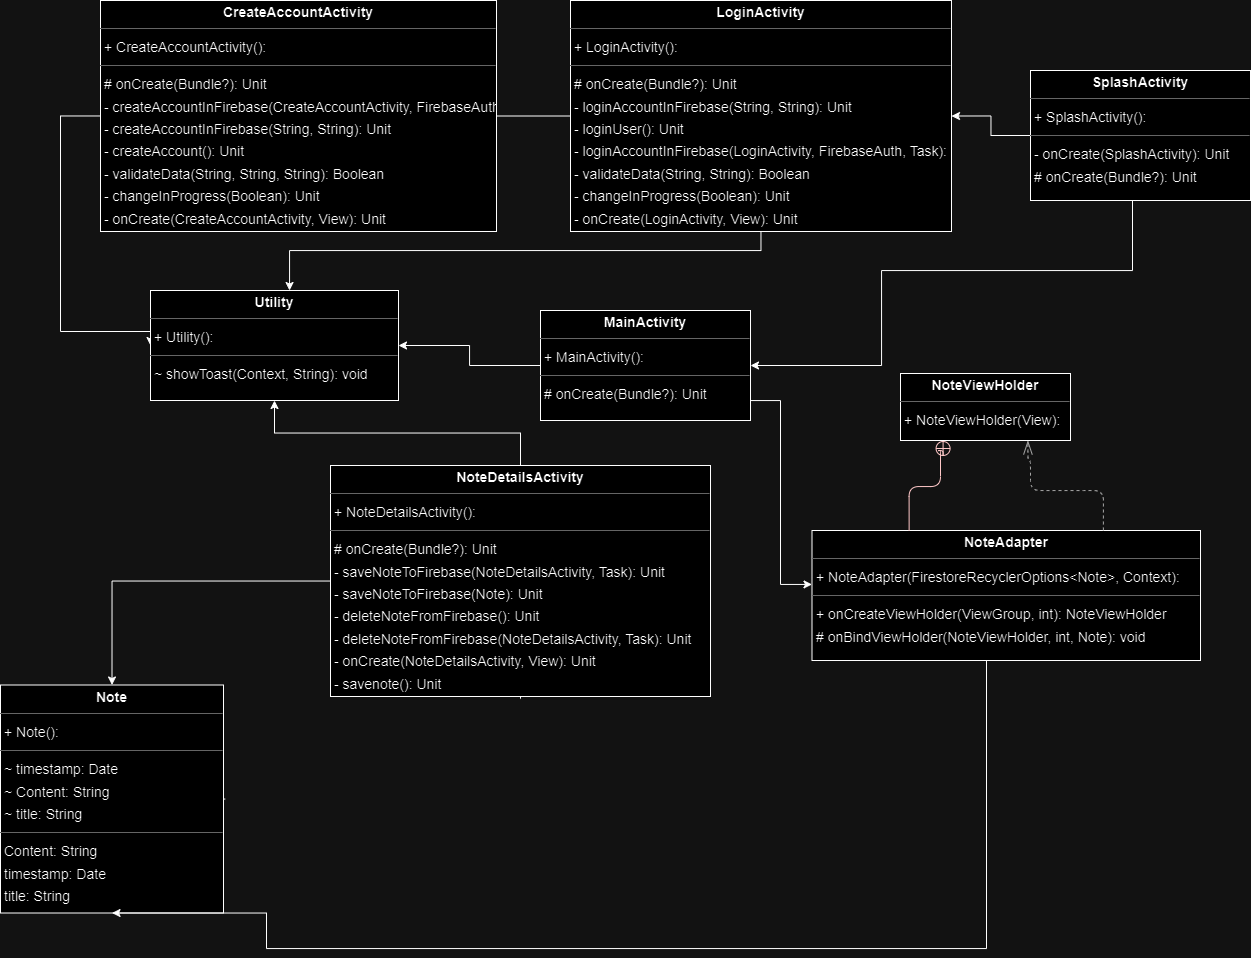 CreateAccountActivity
+ CreateAccountActivity():
# onCreate(Bundle?): Unit
- createAccountInFirebase(CreateAccountActivity, FirebaseAuth
- createAccountInFirebase(String, String): Unit
- createAccount(): Unit
- validateData(String, String, String): Boolean
- changeInProgress(Boolean): Unit
- onCreate(CreateAccountActivity, View): Unit
LoginActivity
+ LoginActivity():
# onCreate(Bundle?): Unit
- loginAccountInFirebase(String, String): Unit
- loginUser(): Unit
- loginAccountInFirebase(LoginActivity, FirebaseAuth, Task):
- validateData(String, String): Boolean
- changeInProgress(Boolean): Unit
- onCreate(LoginActivity, View): Unit
SplashActivity
+ SplashActivity():
- onCreate(SplashActivity): Unit
# onCreate(Bundle?): Unit
Utility
+ Utility():
~ showToast(Context, String): void
MainActivity
+ MainActivity():
# onCreate(Bundle?): Unit
NoteViewHolder
+ NoteViewHolder(View):
NoteDetailsActivity
+ NoteDetailsActivity():
# onCreate(Bundle?): Unit
- saveNoteToFirebase(NoteDetailsActivity, Task): Unit
- saveNoteToFirebase(Note): Unit
- deleteNoteFromFirebase(): Unit
- deleteNoteFromFirebase(NoteDetailsActivity, Task): Unit
- onCreate(NoteDetailsActivity, View): Unit
- savenote(): Unit
NoteAdapter
+ NoteAdapter(FirestoreRecyclerOptions<Note>, Context):
+ onCreateViewHolder(ViewGroup, int): NoteViewHolder
# onBindViewHolder(NoteViewHolder, int, Note): void
Note
+ Note():
~ timestamp: Date
~ Content: String
~ title: String
Content: String
timestamp: Date
title: String